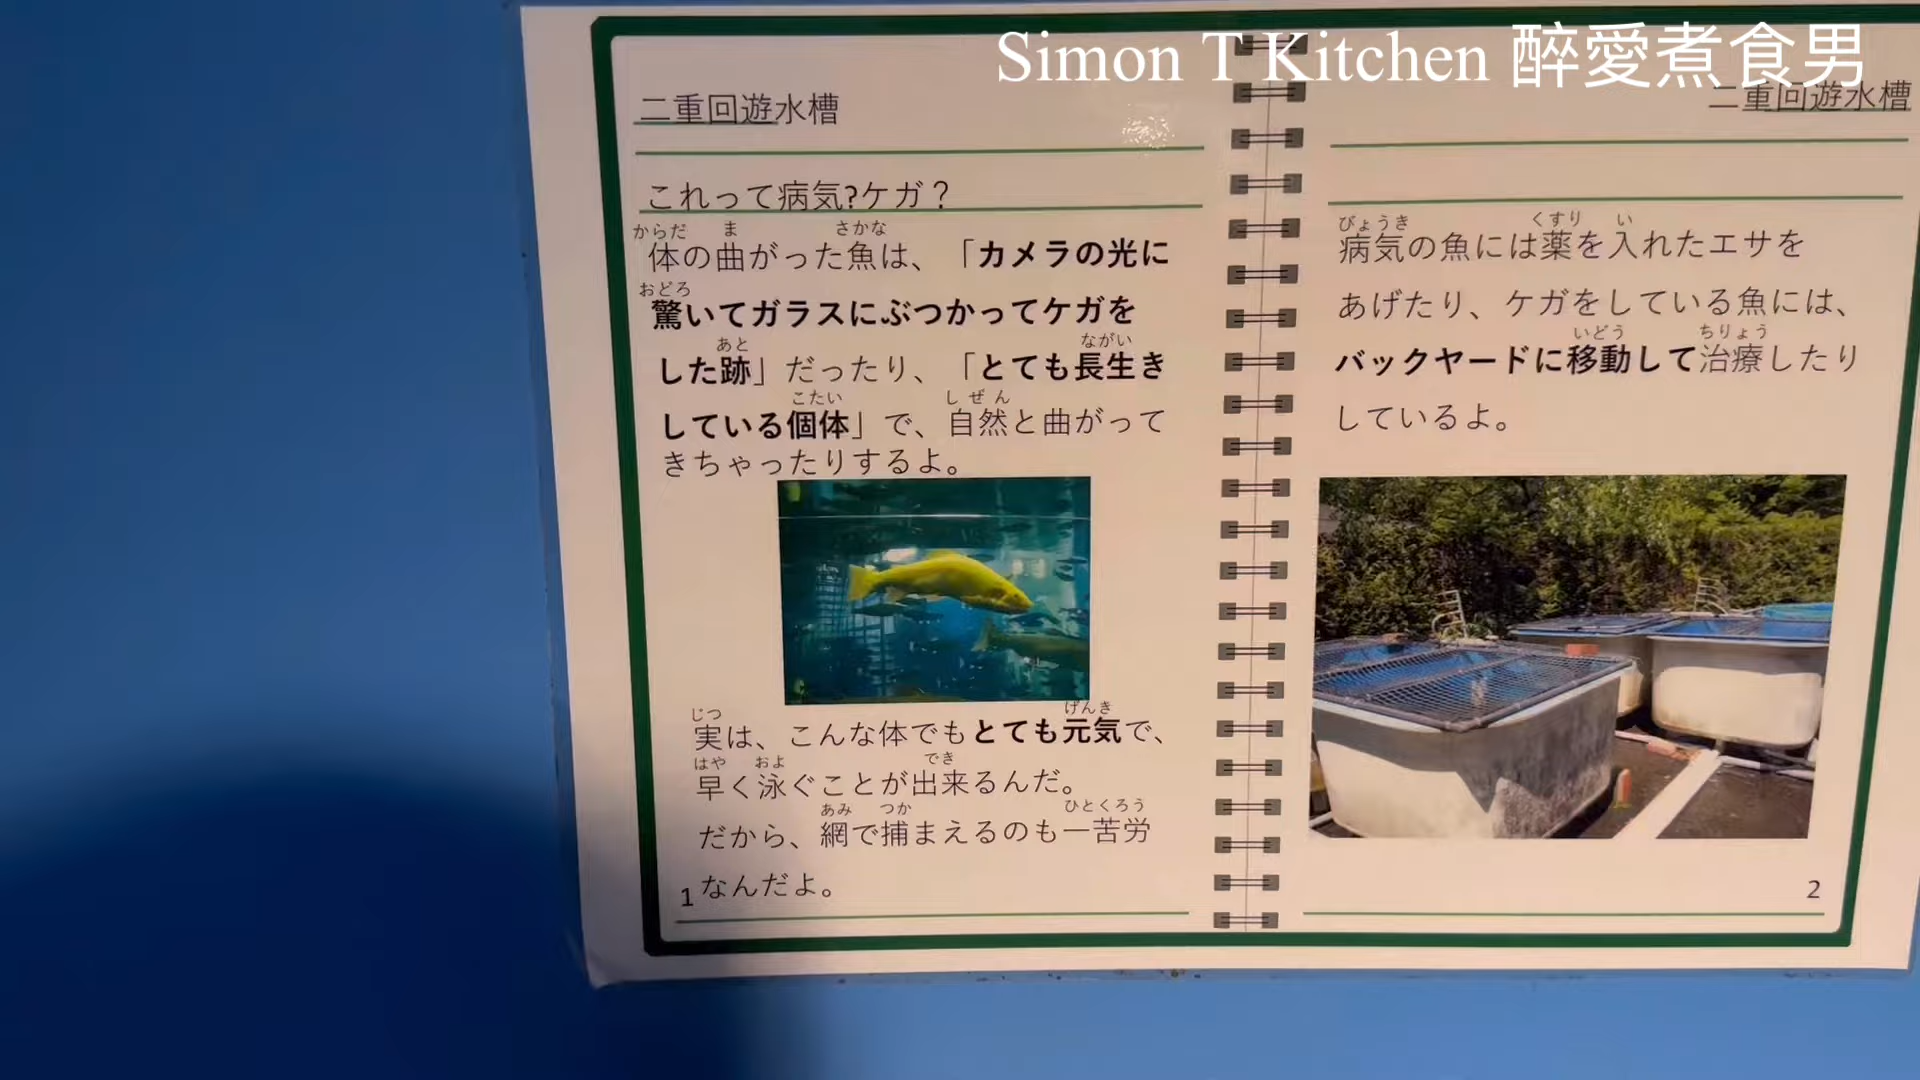 Simon T Kitchen 醉愛煮食男
二重回遊水槽
これって病気?ケガ？
からだ ま さかな
体の曲がった魚は、「カメラの光に
おどろ
驚いてガラスにぶつかってケガを
あと ながい
した跡」だったり、「とても長生き
こたい しぜん
している個体」で、自然と曲がって
きちゃったりするよ。
じつ げんき
実は、こんな体でもとても元気で、
はや およ でき
早く泳ぐことが出来るんだ。
あみ つか ひとくろう
だから、網で捕まえるのも一苦労
なんだよ。
1
二重回遊水槽
びょうき くすり い
病気の魚には薬を入れたエサを
あげたり、ケガをしている魚には、
いどう ちりょう
バックヤードに移動して治療したり
しているよ。
2